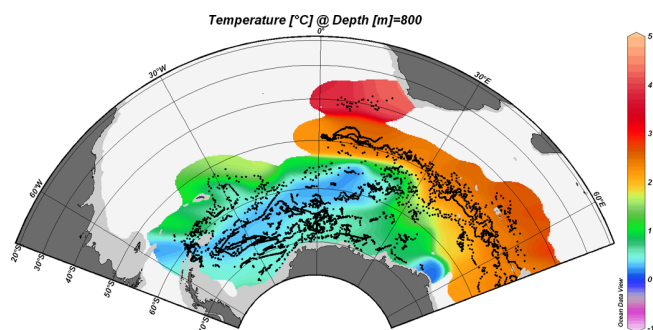 Temperature [°C] @ Depth [m]=800
0°
30°W
30°E
60°W
60°E
20°S
30°S
40°S
50°S
60°S
70°S
5
4
3
2
1
0
-1
Ocean Data View